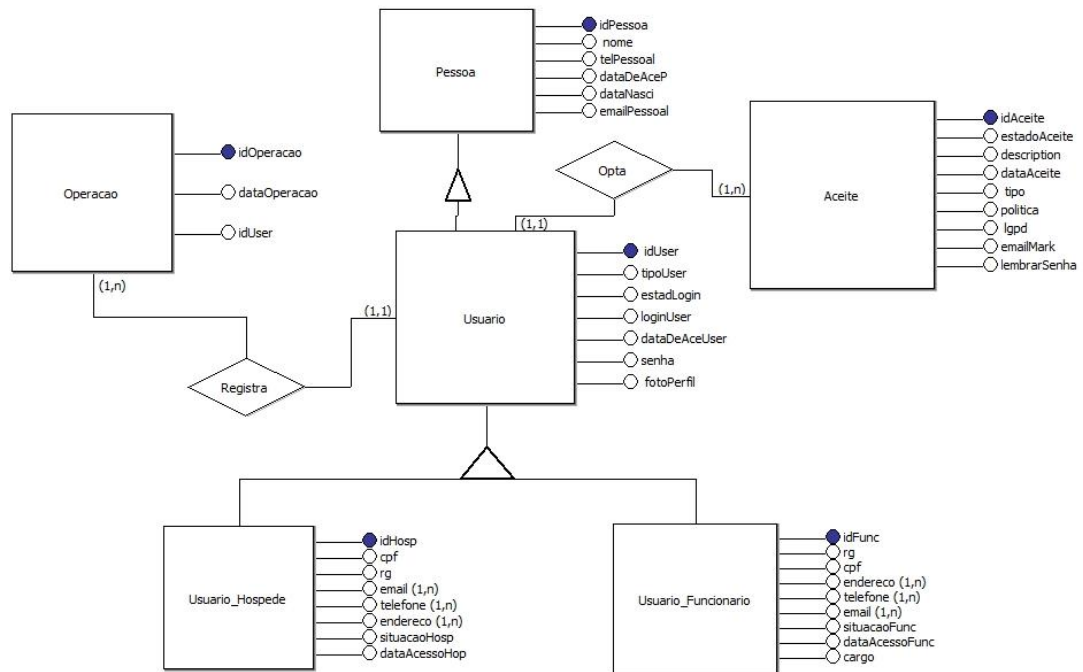 Pessoa
idPessoa
nome
telPessoal
dataDeAceP
dataNasci
emailPessoal
Operacao
idOperacao
dataOperacao
idUser
(1,n)
Opta
(1,n)
(1,1)
Aceite
idAceite
estadoAceite
description
dataAceite
tipo
politica
lgpd
emailMark
lembrarSenha
Registra
(1,1)
Usuario
idUser
tipoUser
estadLogin
loginUser
dataDeAceUser
senha
fotoPerfil
Usuario_Hospede
idHosp
cpf
rg
email (1,n)
telefone (1,n)
endereco (1,n)
situacaoHosp
dataAcessoHop
Usuario_Funcionario
idFunc
rg
cpf
endereco (1,n)
telefone (1,n)
email (1,n)
situacaoFunc
dataAcessoFunc
cargo